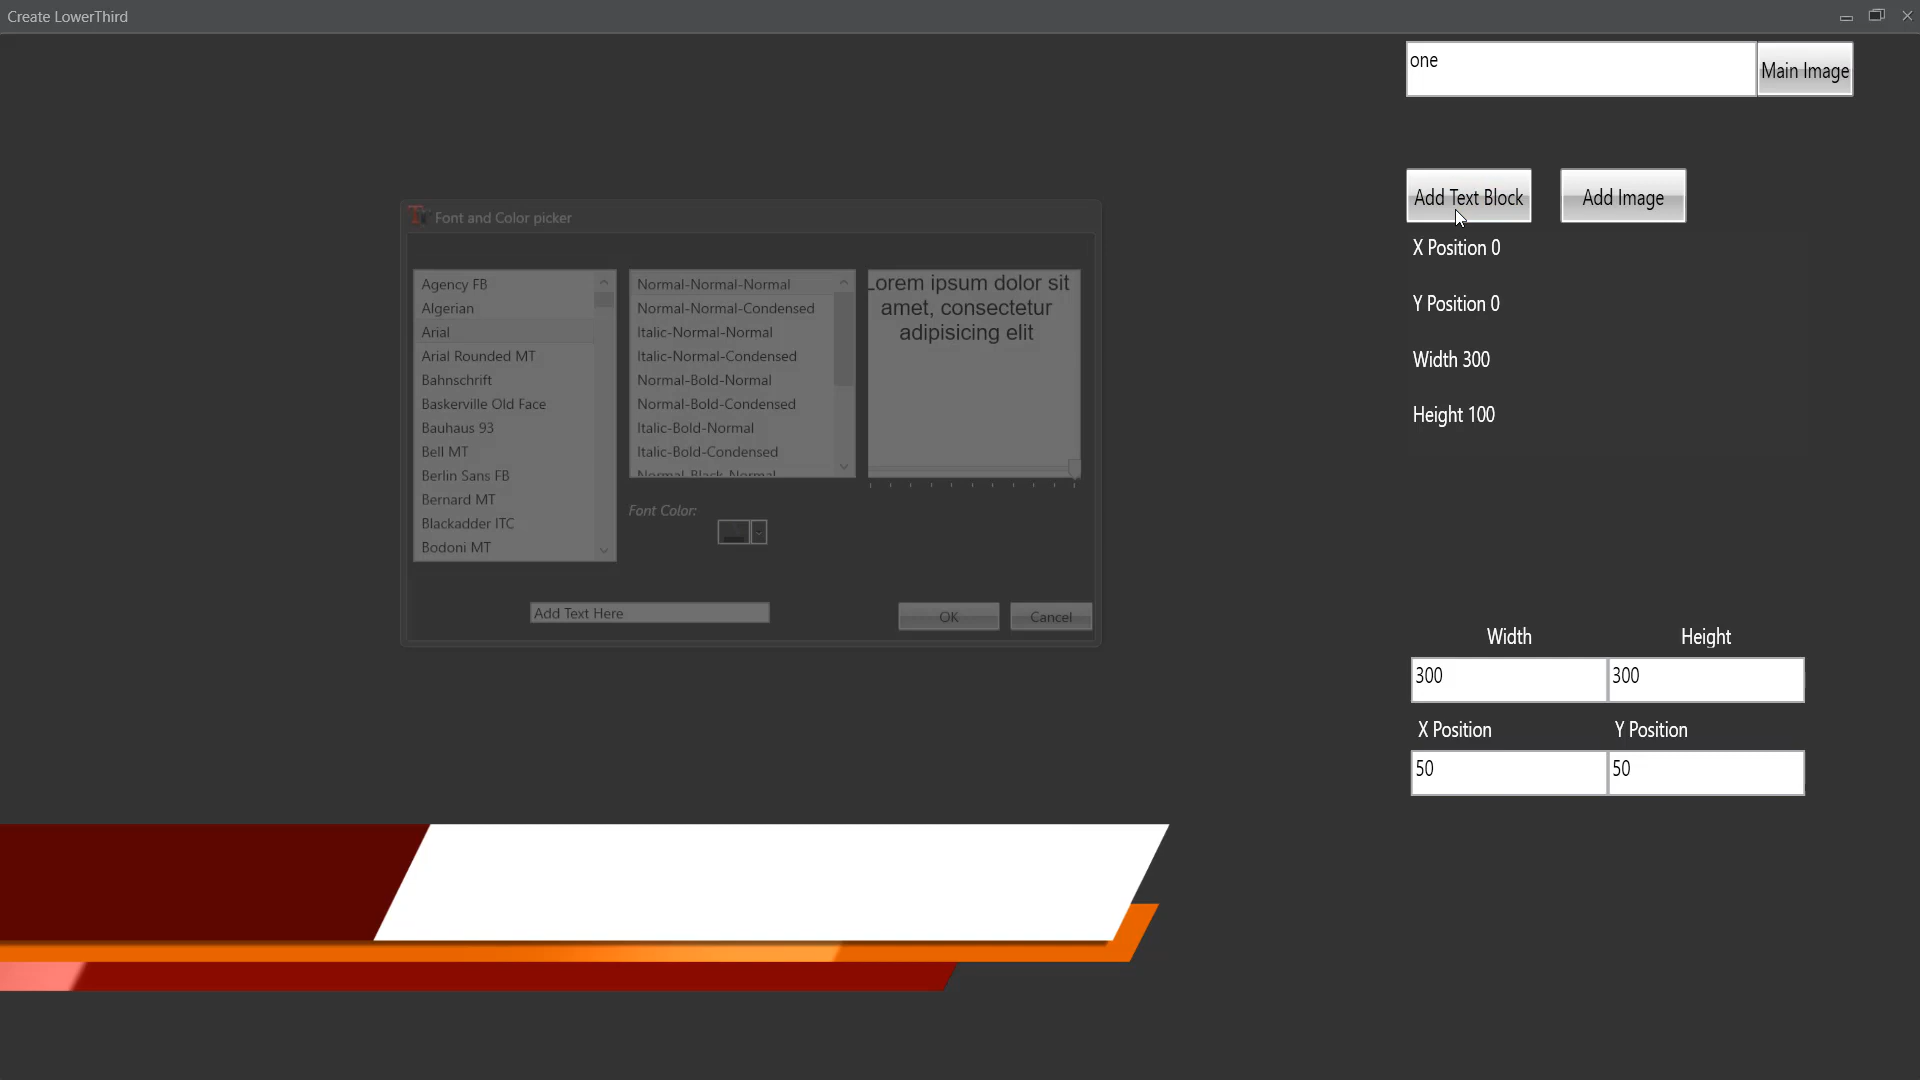 Create LowerThird
one
Main Image
Add Text Block
Add Image
X Position 0
Y Position 0
Width 300
Height 100
Font and Color picker
Agency FB
Algerian
Arial
Arial Rounded MT
Bahnschrift
Baskerville Old Face
Bauhaus 93
Bell MT
Berlin Sans FB
Bernard MT
Blackadder ITC
Bodoni MT
Normal-Normal-Normal
Normal-Normal-Condensed
Italic-Normal-Normal
Italic-Normal-Condensed
Normal-Bold-Normal
Normal-Bold-Condensed
Italic-Bold-Normal
Italic-Bold-Condensed
Normal-Black-Normal
Lorem ipsum dolor sit
amet, consectetur
adipisicing elit
Font Color:
Add Text Here
OK
Cancel
Width
Height
300
300
X Position
Y Position
50
50